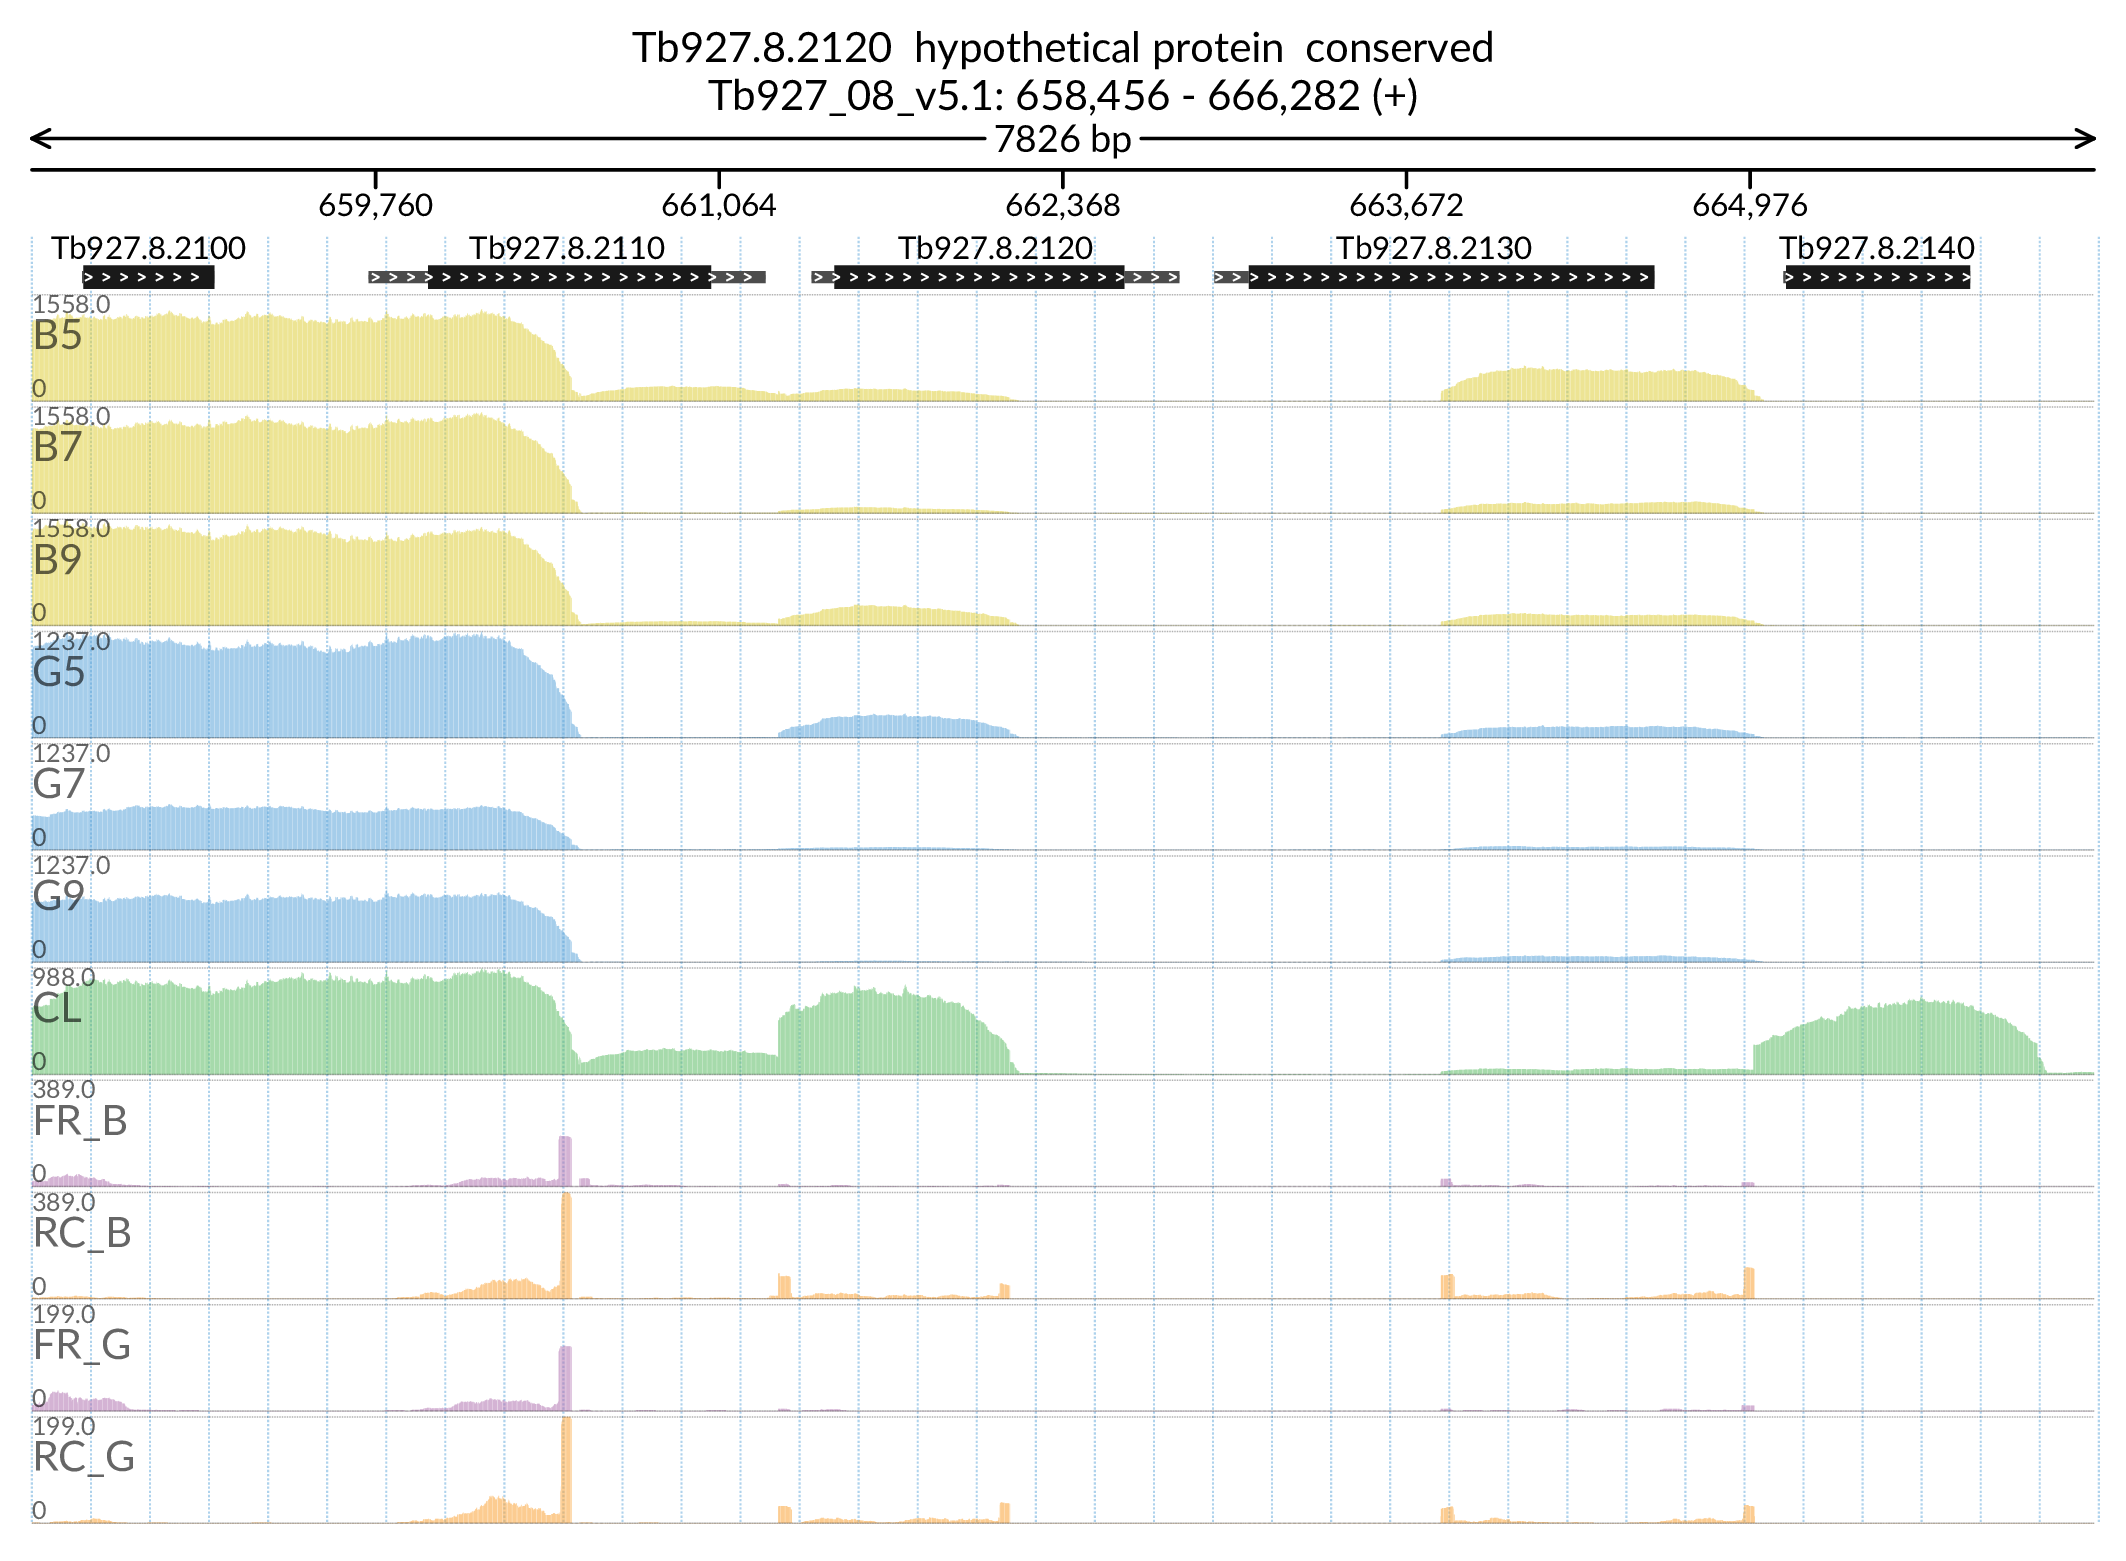 Tb927.8.2120 hypothetical protein conserved
Tb927_08_v5.1: 658,456 - 666,282 (+)
7826 bp
659,760 661,064 662,368 663,672 664,976
Tb927.8.2100 Tb927.8.2110 Tb927.8.2120 Tb927.8.2130 Tb927.8.2140
1558.0
B5
0
1558.0
B7
0
1558.0
B9
0
1237.0
G5
0
1237.0
G7
0
1237.0
G9
0
988.0
CL
0
389.0
FR_B
0
389.0
RC_B
0
199.0
FR_G
0
199.0
RC_G
0